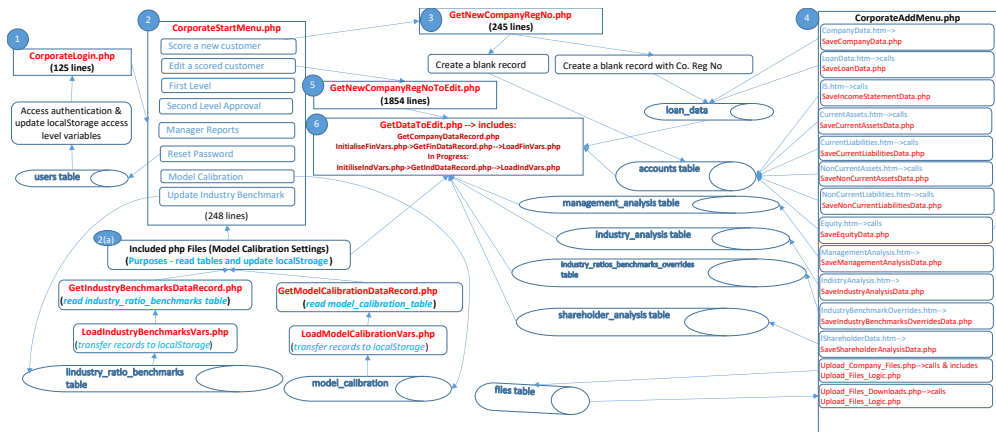 1
CorporateLogin.php
(125 lines)
Access authentication &
update localStorage access
level variables
users table
2
CorporateStartMenu.php
Score a new customer
Edit a scored customer
First Level
Second Level Approval
Manager Reports
Reset Password
Model Calibration
Update Industry Benchmark
(248 lines)
2(a)
Included php Files (Model Calibration Settings)
(Purposes - read tables and update localStroage)
GetIndustryBenchmarksDataRecord.php
(read industry_ratio_benchmarks table)
LoadIndustryBenchmarksVars.php
(transfer records to localStorage)
Iindustry_ratio_benchmarks
table
GetModelCalibrationDataRecord.php
(read model_calibration_table)
LoadModelCalibrationVars.php
(transfer records to localStorage)
model_calibration
3
GetNewCompanyRegNo.php
(245 lines)
Create a blank record
Create a blank record with Co. Reg No
5
GetNewCompanyRegNoToEdit.php
(1854 lines)
6
GetDataToEdit.php --> includes:
GetCompanyDataRecord.php
InitialiseFinVars.php->GetFinDataRecord.php-->LoadFinVars.php
In Progress:
InitiliseIndVars.php->GetIndDataRecord.php-->LoadIndVars.php
loan_data
accounts table
management_analysis table
industry_analysis table
Industry_ratios_benchmarks_overrides
table
shareholder_analysis table
files table
4
CorporateAddMenu.php
CompanyData.htm-->
SaveCompanyData.php
LoanData.htm-->calls
SaveLoanData.php
IS.htm-->calls
SaveIncomeStatementData.php
CurrentAssets.htm-->calls
SaveCurrentAssetsData.php
CurrentLiabilities.htm-->calls
SaveCurrentLiabilitiesData.php
NonCurrentAssets.htm-->calls
SaveNonCurrentAssetsData.php
NonCurrentLiabilities.htm-->calls
SaveNonCurrentLiabilitiesData.php
Equity.htm-->calls
SaveEquityData.php
ManagementAnalysis.htm-->
SaveManagementAnalysisData.php
IndistryAnalysis.htm-->
SaveIndustryAnalysisData.php
IndustryBenchmarkOverrides.htm-->
SaveIndustryBenchmarksOverridesData.php
IShareholderData.htm-->
SaveShareholderAnalysisData.php
Upload_Company_Files.php-->calls & includes
Upload_Files_Logic.php
Upload_Files_Downloads.php-->calls
Upload_Files_Logic.php